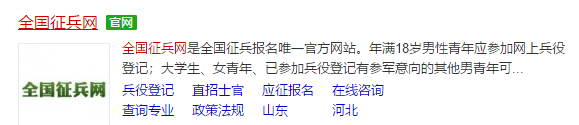 全国征兵网 官网
全国征兵网
全国征兵网是全国征兵报名唯一官方网站。年满18岁男性青年应参加网上兵役
登记；大学生、女青年、已参加兵役登记有参军意向的其他男青年可...
兵役登记 直招士官 应征报名 在线咨询
查询专业 政策法规 山东 河北